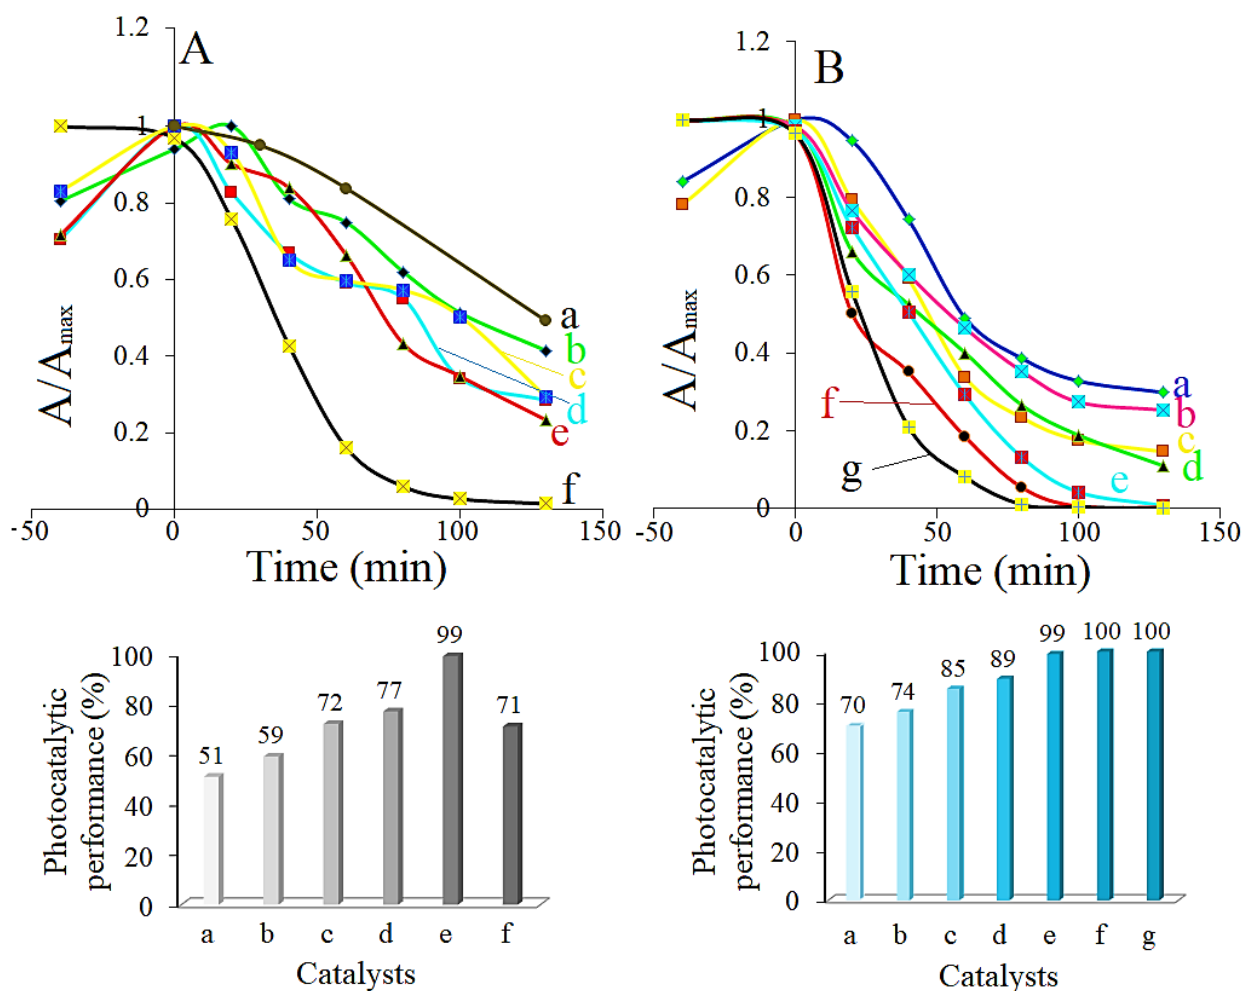 1.2
A
1
0.8
0.6
0.4
0.2
0
-50
0
50
100
150
A/Amax
Time (min)
a
b
c
d
e
f
1.2
B
1
0.8
0.6
0.4
0.2
0
-50
0
50
100
150
A/Amax
Time (min)
a
b
c
d
e
f
g
Photocatalytic
performance (%)
100
80
60
40
20
0
51
59
72
77
99
71
a
b
c
d
e
f
Catalysts
Photocatalytic
performance (%)
100
80
60
40
20
0
70
74
85
89
99
100
100
a
b
c
d
e
f
g
Catalysts